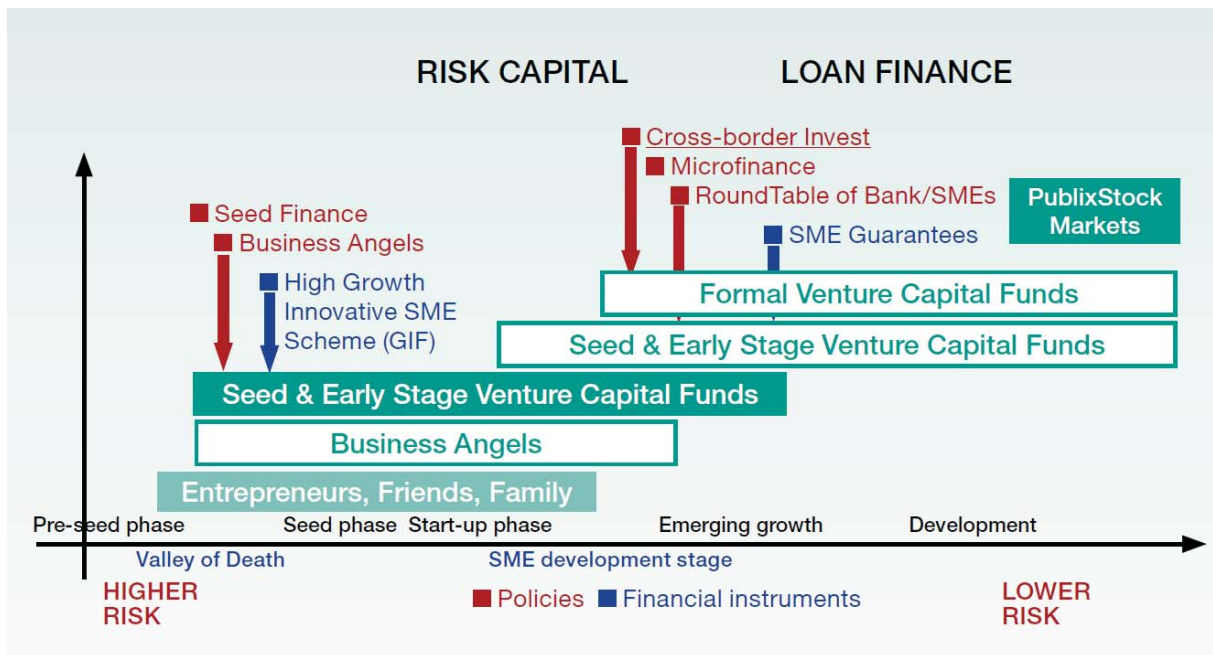 RISK CAPITAL
LOAN FINANCE
Cross-border Invest
Microfinance
RoundTable of Bank/SMEs
PublixStock
Markets
Seed Finance
Business Angels
SME Guarantees
High Growth
Innovative SME
Scheme (GIF)
Formal Venture Capital Funds
Seed & Early Stage Venture Capital Funds
Seed & Early Stage Venture Capital Funds
Business Angels
Entrepreneurs, Friends, Family
Pre-seed phase
Seed phase
Start-up phase
Emerging growth
Development
Valley of Death
SME development stage
HIGHER
RISK
Policies
Financial instruments
LOWER
RISK